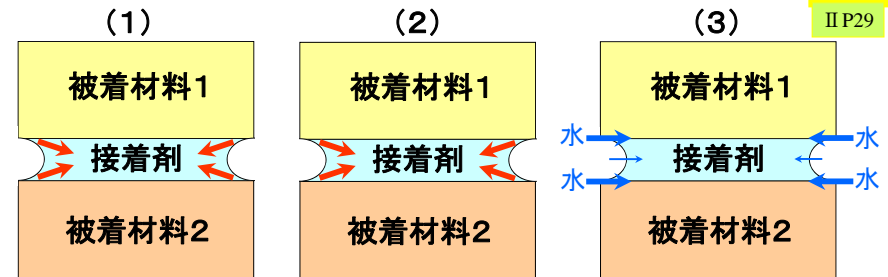 (1)
(2)
(3)
ⅡP29
被着材料1
被着材料1
被着材料1
水
水
接着剤
接着剤
接着剤
水
水
被着材料2
被着材料2
被着材料2